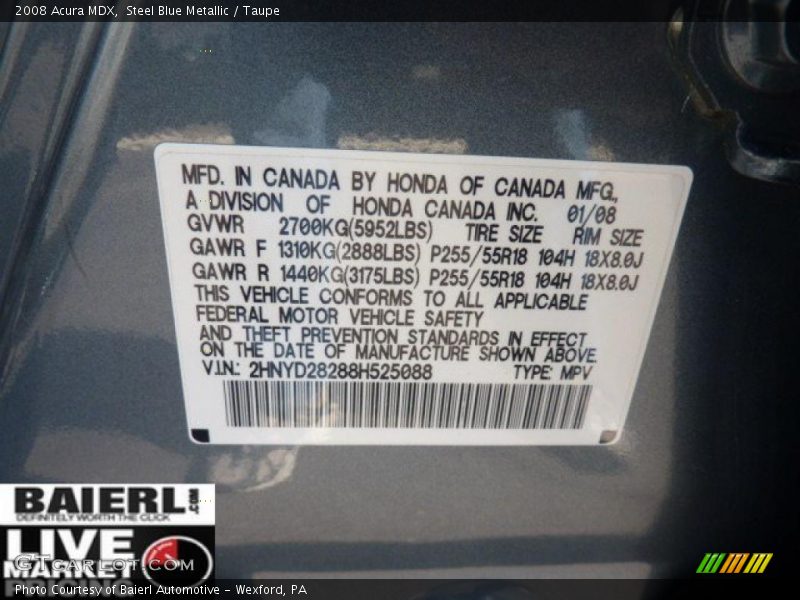 2008 Acura MDX, Steel Blue Metallic / Taupe
MFD. IN CANADA BY HONDA OF CANADA MFG.,
A DIVISION OF HONDA CANADA INC. 01/08
GVWR 2700KG(5952LBS) TIRE SIZE RIM SIZE
GAWR F 1310KG(2888LBS) P255/55R18 104H 18X8.0J
GAWR R 1440KG(3175LBS) P255/55R18 104H 18X8.0J
THIS VEHICLE CONFORMS TO ALL APPLICABLE
FEDERAL MOTOR VEHICLE SAFETY
AND THEFT PREVENTION STANDARDS IN EFFECT
ON THE DATE OF MANUFACTURE SHOWN ABOVE.
V.I.N.: 2HNYD28288H525088 TYPE: MPV
BAIERL.com
DEFINITELY WORTH THE CLICK
LIVE
MARKET
GTCarLot.com
Photo Courtesy of Baierl Automotive - Wexford, PA